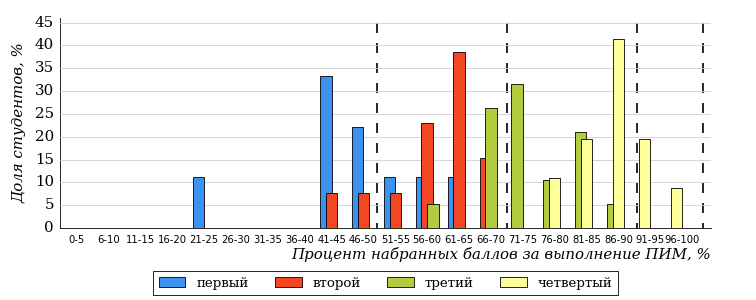 Доля студентов, %
45
40
35
30
25
20
15
10
5
0
0-5 6-10 11-15 16-20 21-25 26-30 31-35 36-40 41-45 46-50 51-55 56-60 61-65 66-70 71-75 76-80 81-85 86-90 91-95 96-100
Процент набранных баллов за выполнение ПИМ, %
первый второй третий четвертый